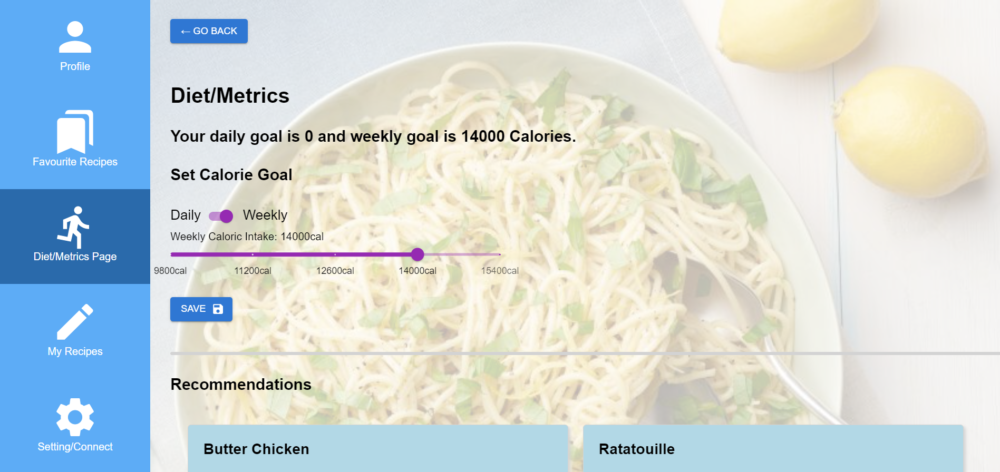 Profile
Favourite Recipes
Diet/Metrics Page
My Recipes
Setting/Connect
← GO BACK
Diet/Metrics
Your daily goal is 0 and weekly goal is 14000 Calories.
Set Calorie Goal
Daily Weekly
Weekly Caloric Intake: 14000cal
9800cal 11200cal 12600cal 14000cal 15400cal
SAVE
Recommendations
Butter Chicken
Ratatouille